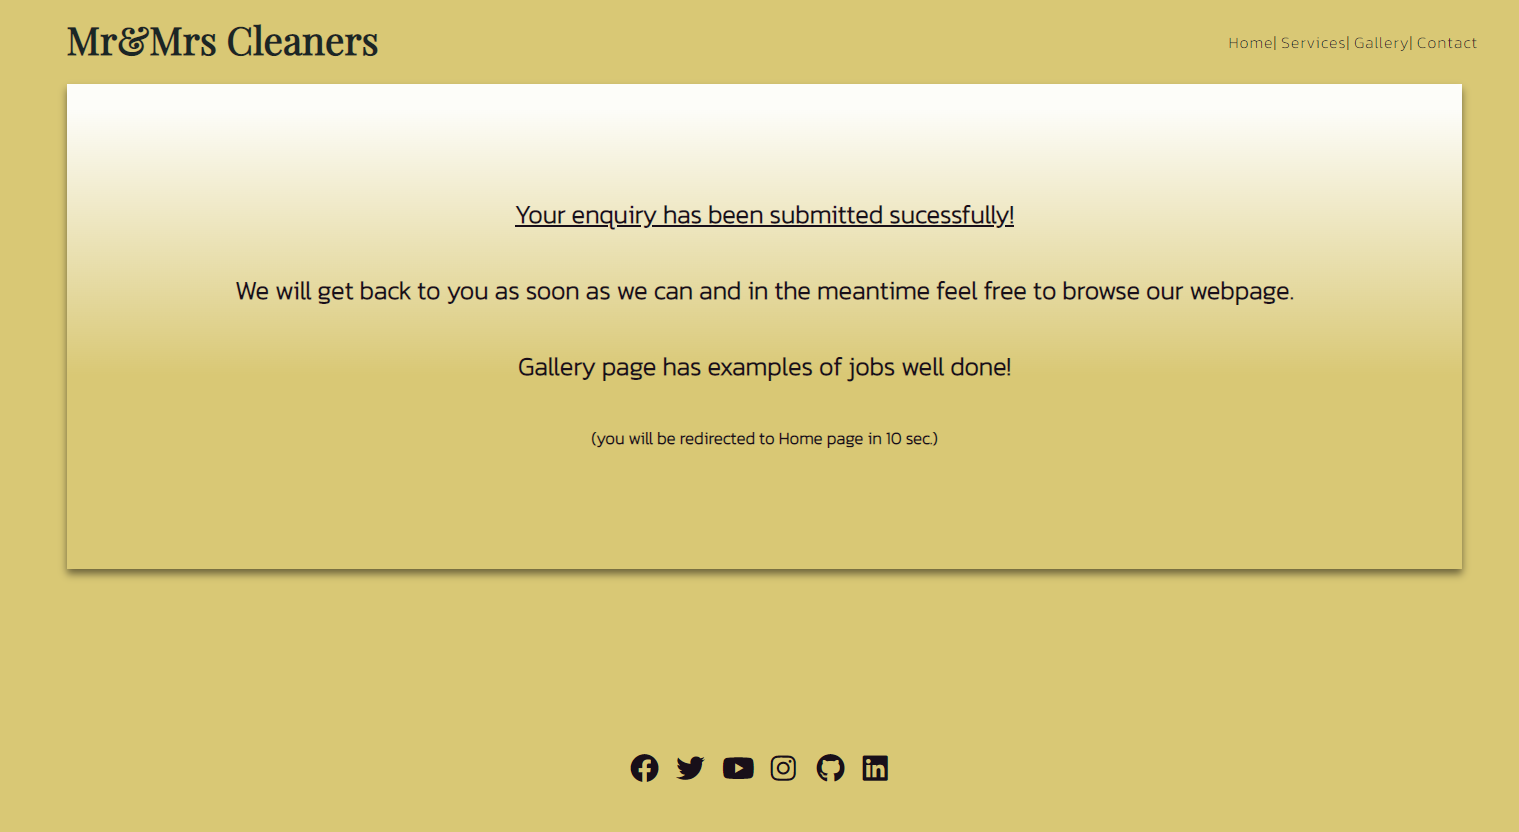 Mr&Mrs Cleaners
Home| Services| Gallery| Contact
Your enquiry has been submitted sucessfully!
We will get back to you as soon as we can and in the meantime feel free to browse our webpage.
Gallery page has examples of jobs well done!
(you will be redirected to Home page in 10 sec.)